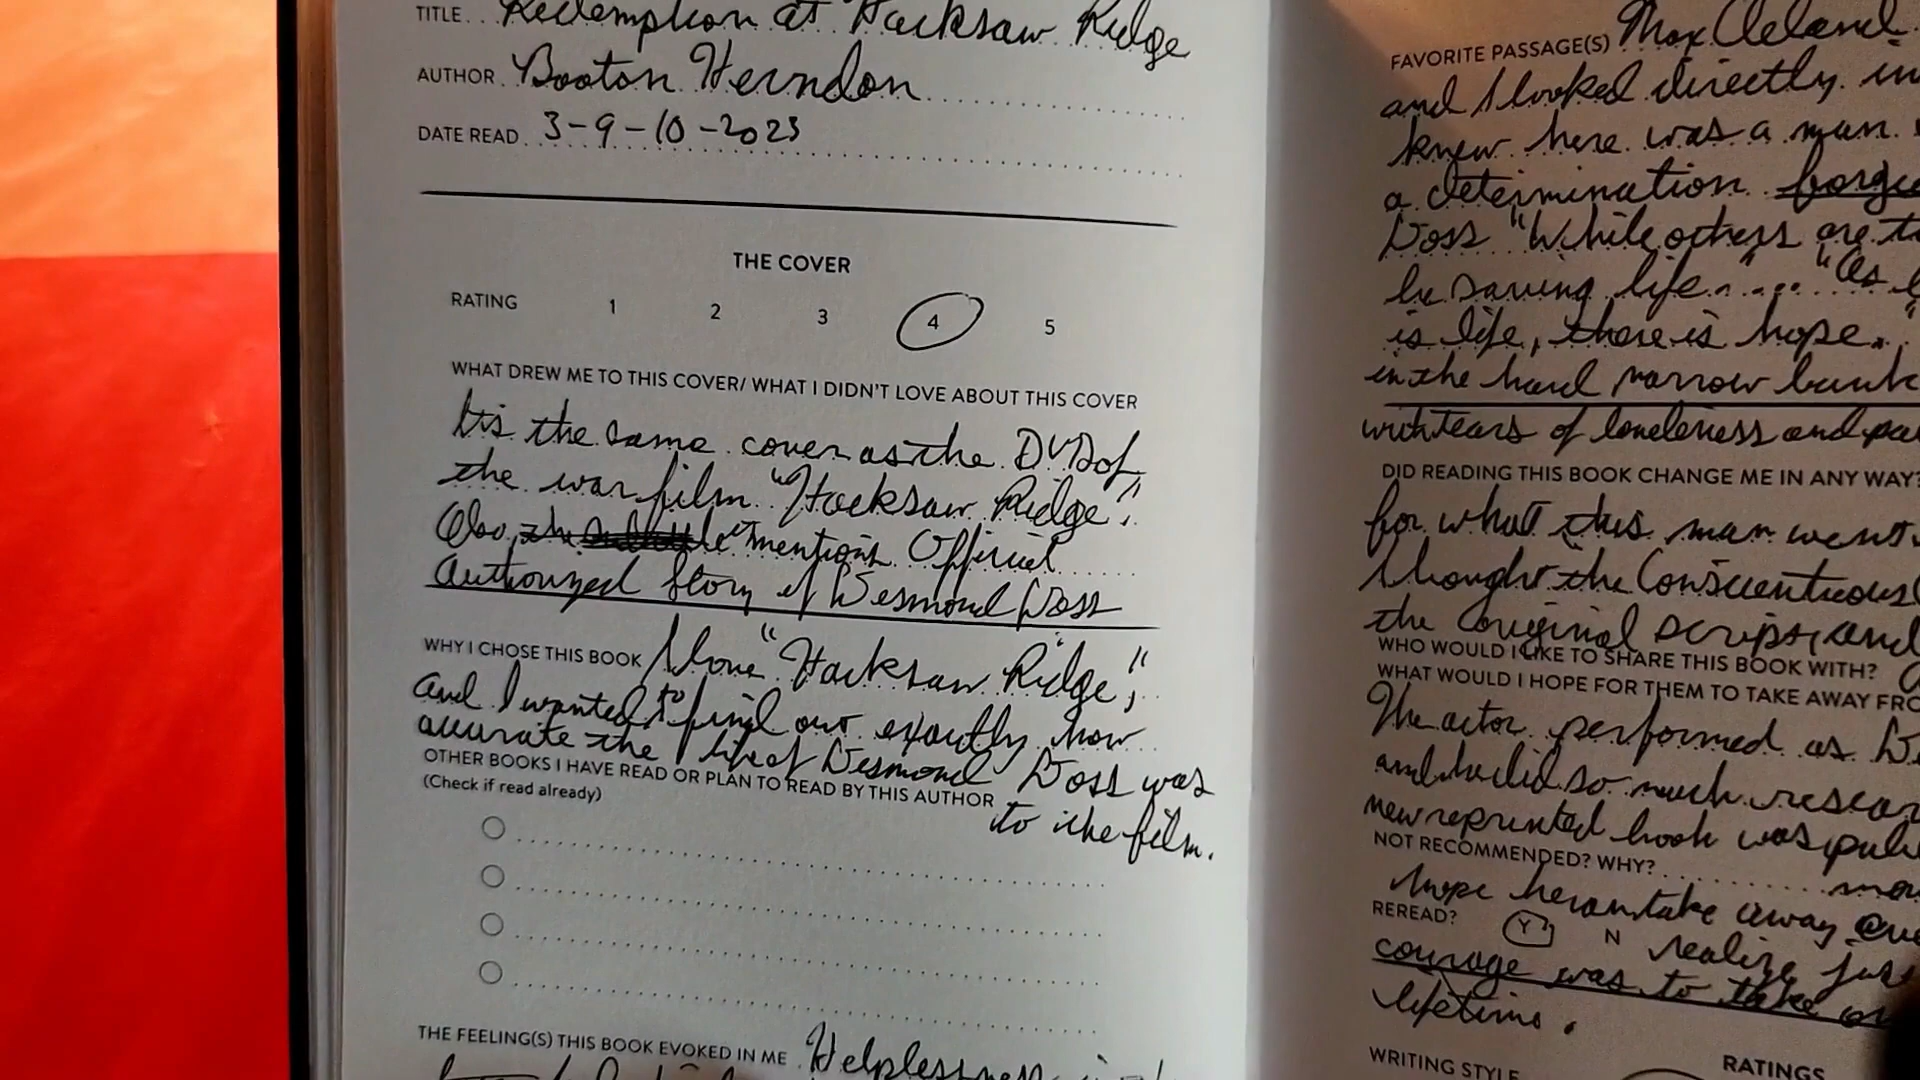 TITLE... Redemption at Hacksaw Ridge
AUTHOR. Booton Herndon
DATE READ. 3-9-10-2023
THE COVER
RATING 1 2 3 4 5
WHAT DREW ME TO THIS COVER/ WHAT I DIDN'T LOVE ABOUT THIS COVER
It's the same cover as the DVD of
the war film "Hacksaw Ridge".
Also, the mentions Official
Authorized Story of Desmond Doss
WHY I CHOSE THIS BOOK I love "Hacksaw Ridge,"
and I wanted to find out exactly how
accurate the life of Desmond Doss was
to the film.
OTHER BOOKS I HAVE READ OR PLAN TO READ BY THIS AUTHOR
(Check if read already)
THE FEELING(S) THIS BOOK EVOKED IN ME Helplessness
FAVORITE PASSAGE(S) Max Cleland
and I looked directly in
knew here was a man
a determination
Doss "While others are
be saving life...." "As
is life, there is hope."
in the hard narrow bunk
with tears of loneliness and
DID READING THIS BOOK CHANGE ME IN ANY WAY?
for what this man went
thought the Conscientious
the original script, and
WHO WOULD I LIKE TO SHARE THIS BOOK WITH?
WHAT WOULD I HOPE FOR THEM TO TAKE AWAY
The actor performed as
and he did so much
new reprinted book was
NOT RECOMMENDED? WHY?
hope he can take away
REREAD? Y N realize
courage was to take on
lifetime.
WRITING STYLE
RATINGS